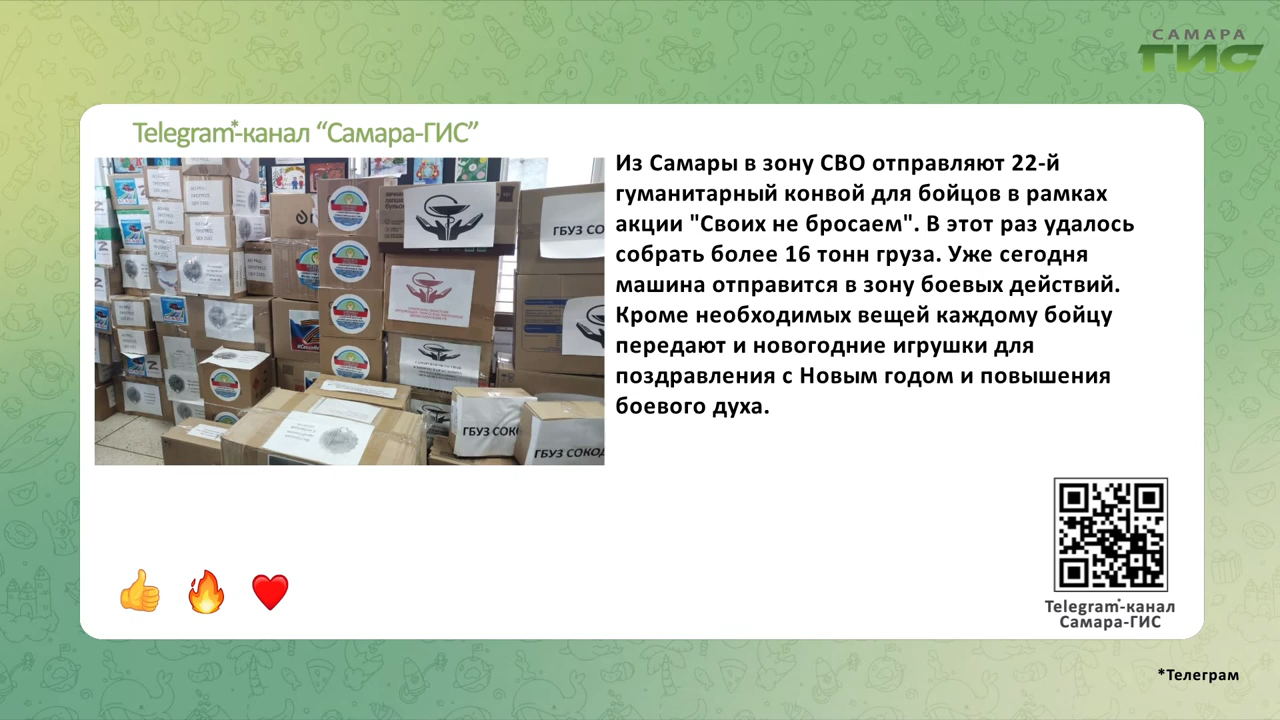 САМАРА
ГИС
Telegram*-канал “Самара-ГИС”
Из Самары в зону СВО отправляют 22-й
гуманитарный конвой для бойцов в рамках
акции "Своих не бросаем". В этот раз удалось
собрать более 16 тонн груза. Уже сегодня
машина отправится в зону боевых действий.
Кроме необходимых вещей каждому бойцу
передают и новогодние игрушки для
поздравления с Новым годом и повышения
боевого духа.
ГБУЗ СО
ГБУЗ СОК
ГБУЗ СОКОД
Telegram*-канал
Самара-ГИС
*Телеграм